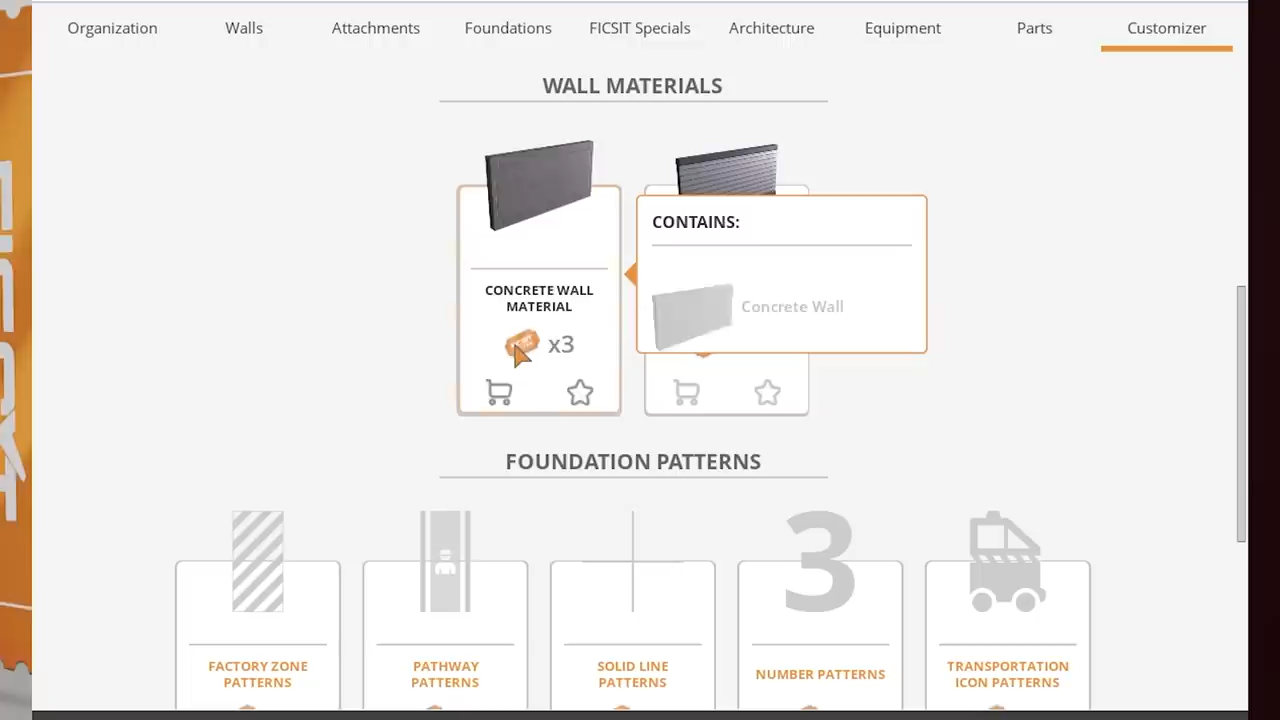 Organization Walls Attachments Foundations FICSIT Specials Architecture Equipment Parts Customizer
WALL MATERIALS
CONTAINS:
Concrete Wall
CONCRETE WALL
MATERIAL
x3
FOUNDATION PATTERNS
3
FACTORY ZONE
PATTERNS
PATHWAY
PATTERNS
SOLID LINE
PATTERNS
NUMBER PATTERNS
TRANSPORTATION
ICON PATTERNS